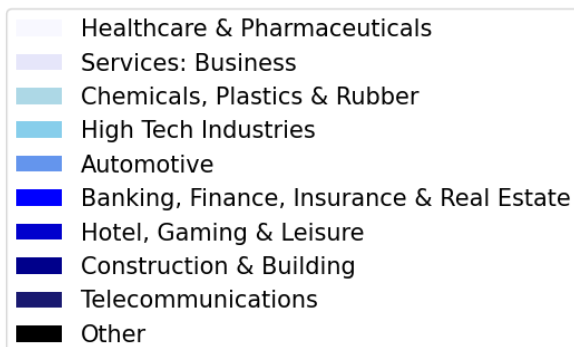 Healthcare & Pharmaceuticals
Services: Business
Chemicals, Plastics & Rubber
High Tech Industries
Automotive
Banking, Finance, Insurance & Real Estate
Hotel, Gaming & Leisure
Construction & Building
Telecommunications
Other